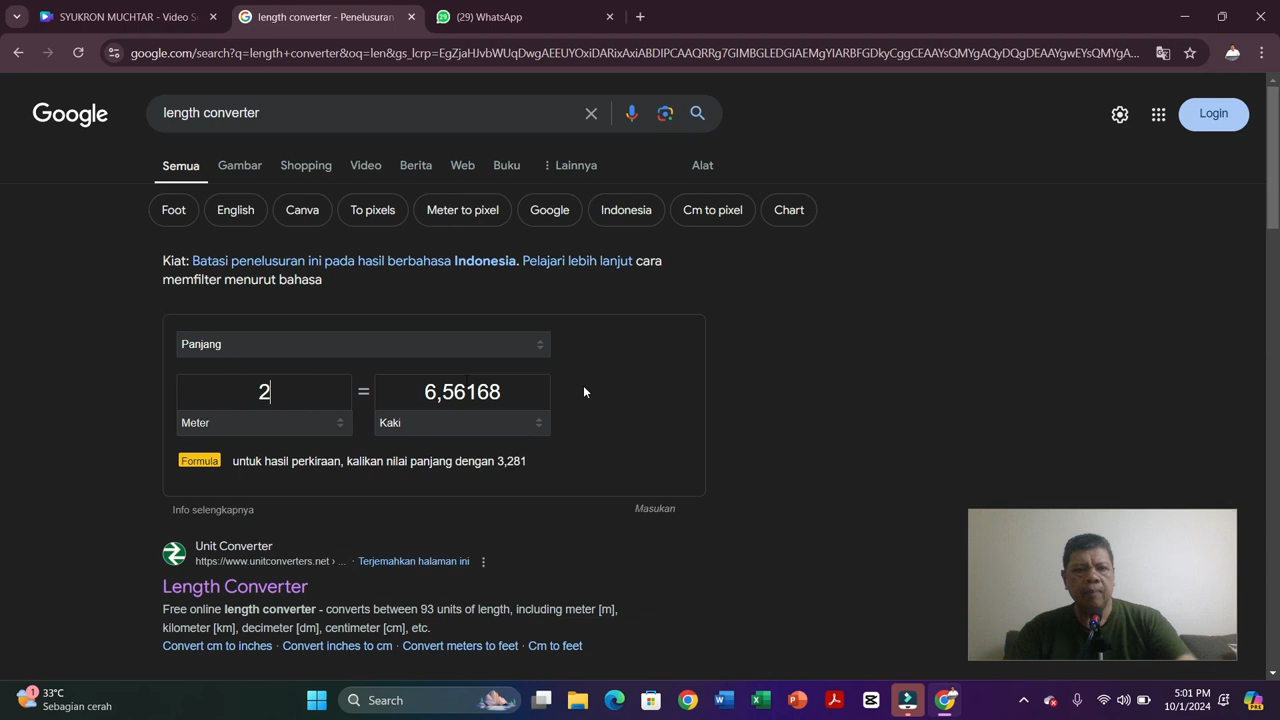 SYUKRON MUCHTAR - Video S
length converter - Penelusuran
(29) WhatsApp
google.com/search?q=length+converter&oq=len&gs_lcrp=EgZjaHJvbWUqDwgAEEUYOxiDARixAxiABDIPCAAQRRg7GIMBGLEDGIAEMgYIARBFGDkyCggCEAAYsQMYgAQyDQgDEAAYgwEYsQMYgA...
Google
length converter
Login
Semua
Gambar
Shopping
Video
Berita
Web
Buku
Lainnya
Alat
Foot
English
Canva
To pixels
Meter to pixel
Google
Indonesia
Cm to pixel
Chart
Kiat: Batasi penelusuran ini pada hasil berbahasa Indonesia. Pelajari lebih lanjut cara
memfilter menurut bahasa
Panjang
2 = 6,56168
Meter
Kaki
Formula untuk hasil perkiraan, kalikan nilai panjang dengan 3,281
Info selengkapnya
Masukan
Unit Converter
https://www.unitconverters.net › ... · Terjemahkan halaman ini
Length Converter
Free online length converter - converts between 93 units of length, including meter [m],
kilometer [km], decimeter [dm], centimeter [cm], etc.
Convert cm to inches · Convert inches to cm · Convert meters to feet · Cm to feet
1
33°C
Sebagian cerah
Search
5:01 PM
10/1/2024